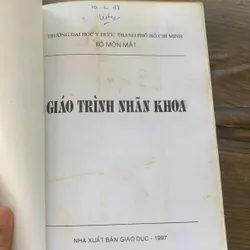 TRƯỜNG ĐẠI HỌC Y DƯỢC THÀNH PHỐ HỒ CHÍ MINH
BỘ MÔN MẮT
GIÁO TRÌNH NHÃN KHOA
NHÀ XUẤT BẢN GIÁO DỤC - 1997